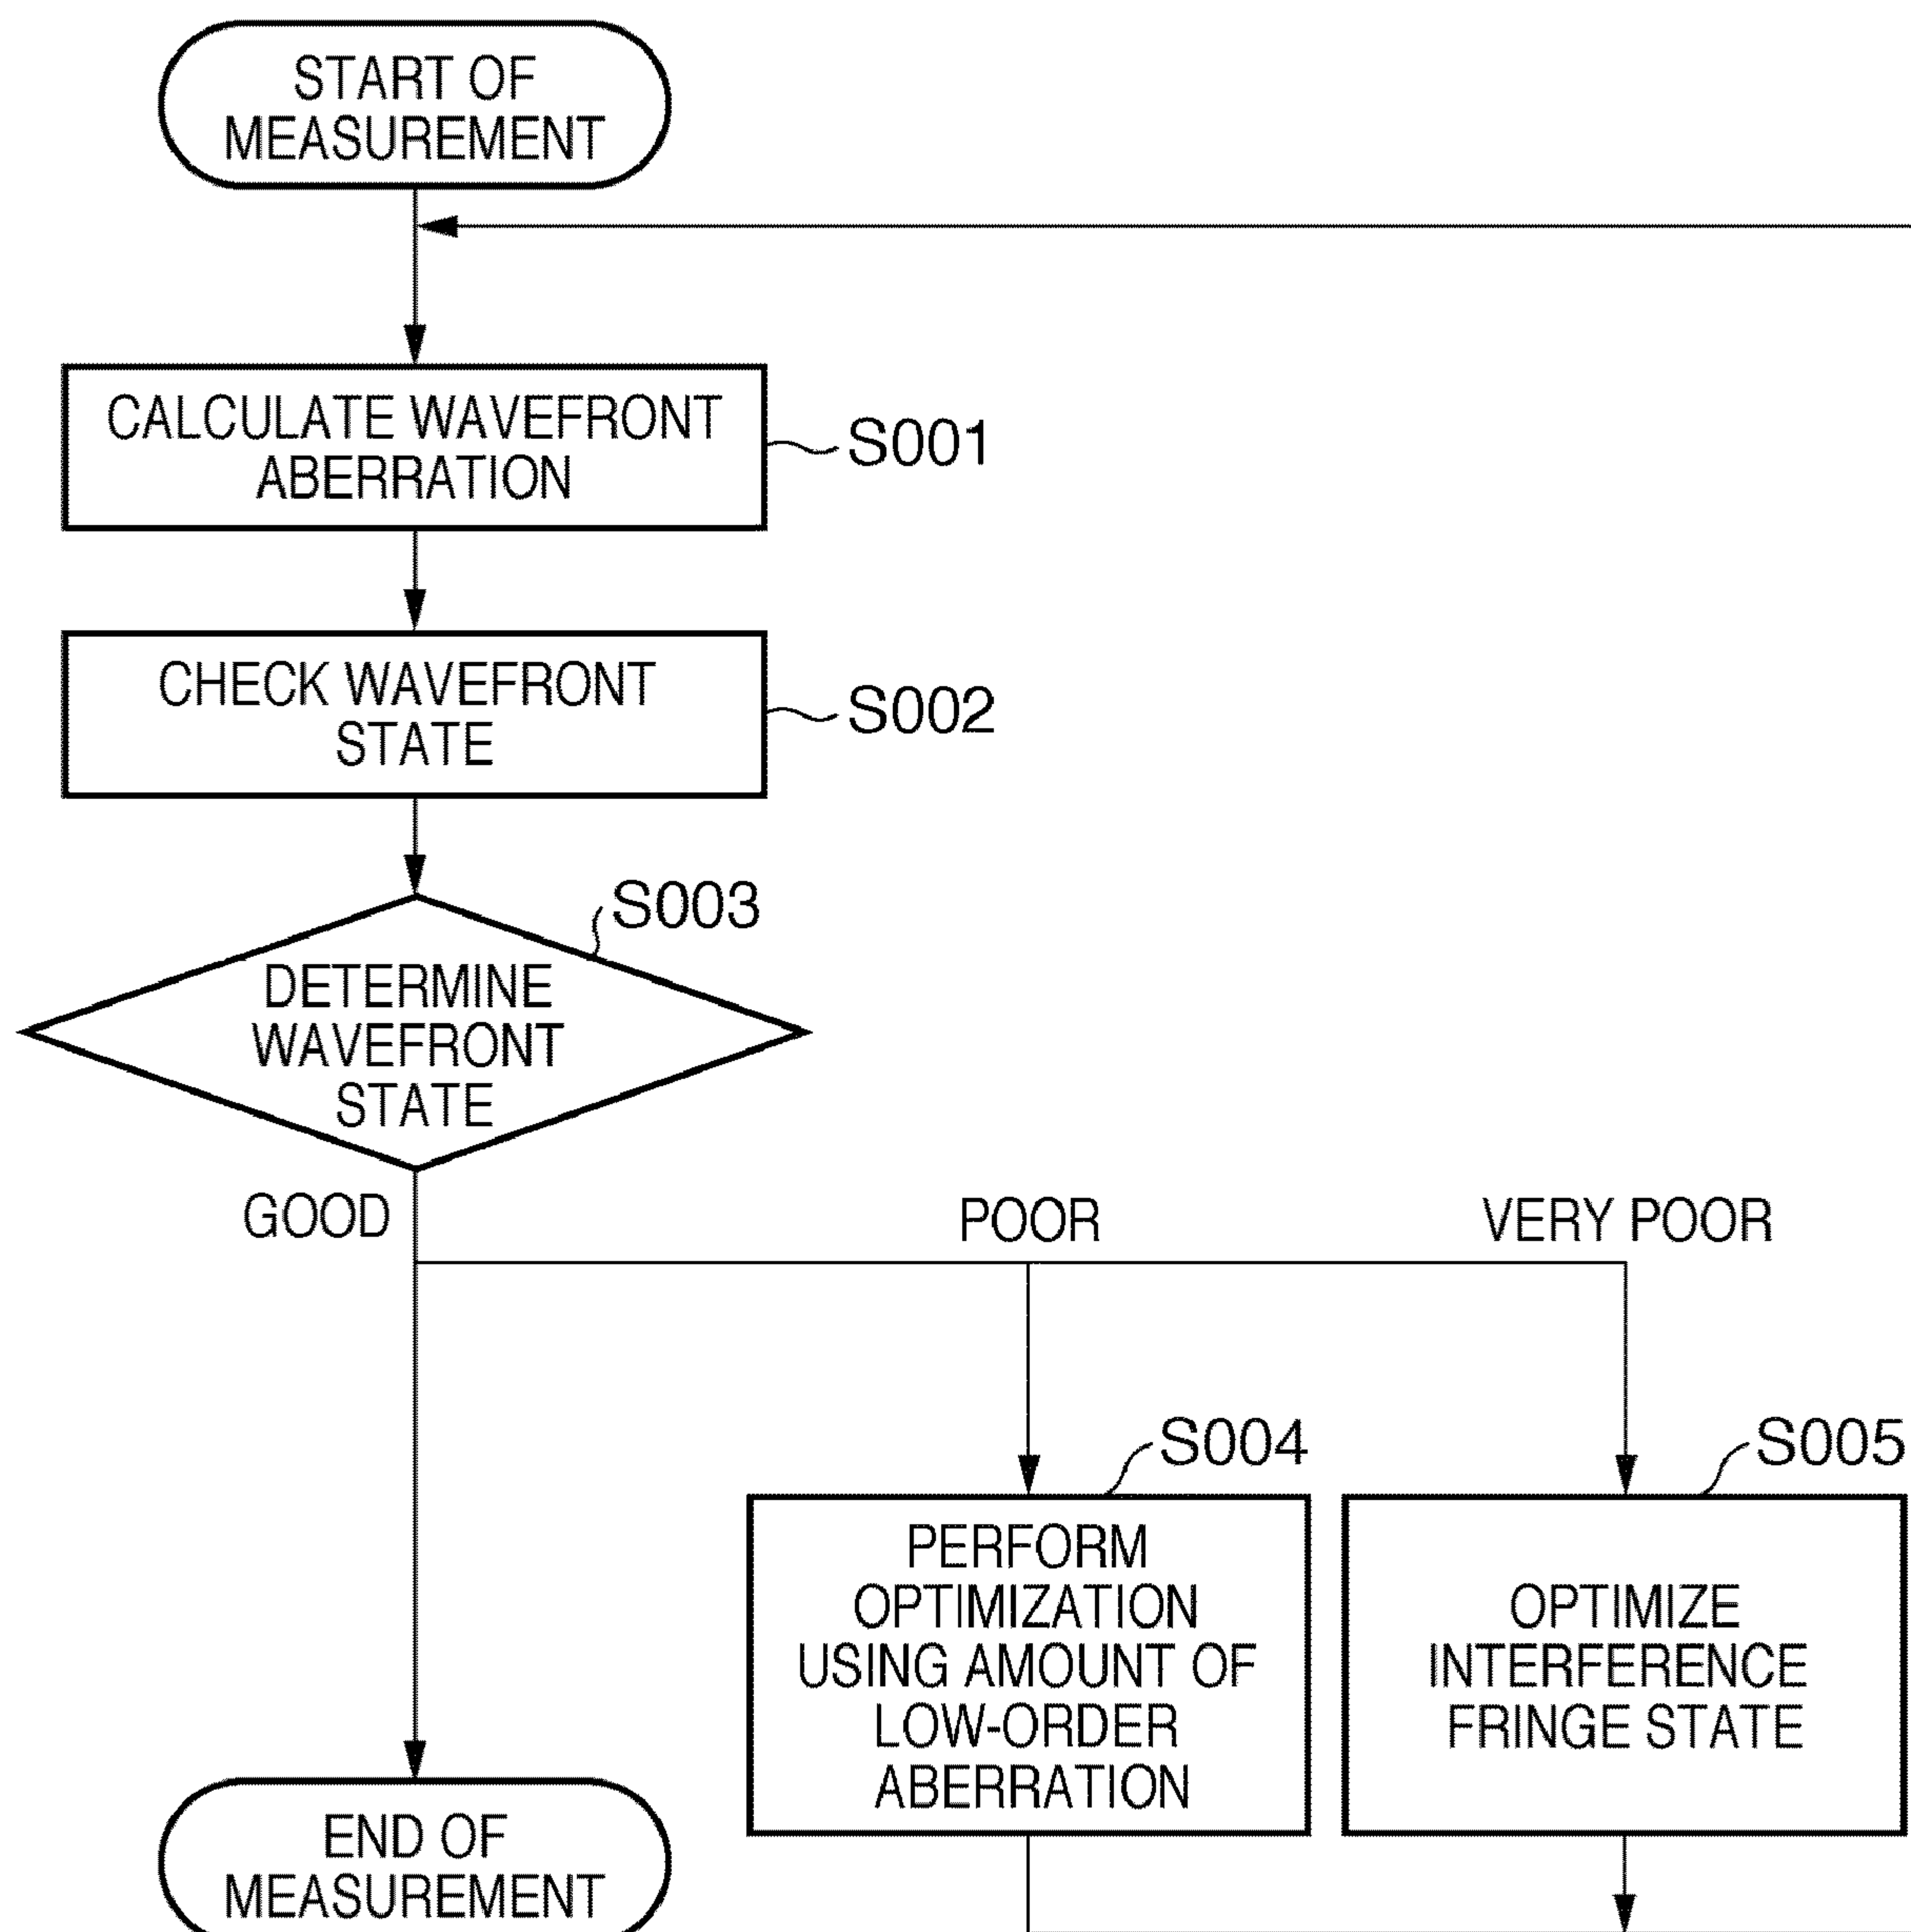 START OF
MEASUREMENT
CALCULATE WAVEFRONT
ABERRATION
S001
CHECK WAVEFRONT
STATE
S002
S003
DETERMINE
WAVEFRONT
STATE
GOOD
POOR
VERY POOR
S004
S005
PERFORM
OPTIMIZATION
USING AMOUNT OF
LOW-ORDER
ABERRATION
OPTIMIZE
INTERFERENCE
FRINGE STATE
END OF
MEASUREMENT